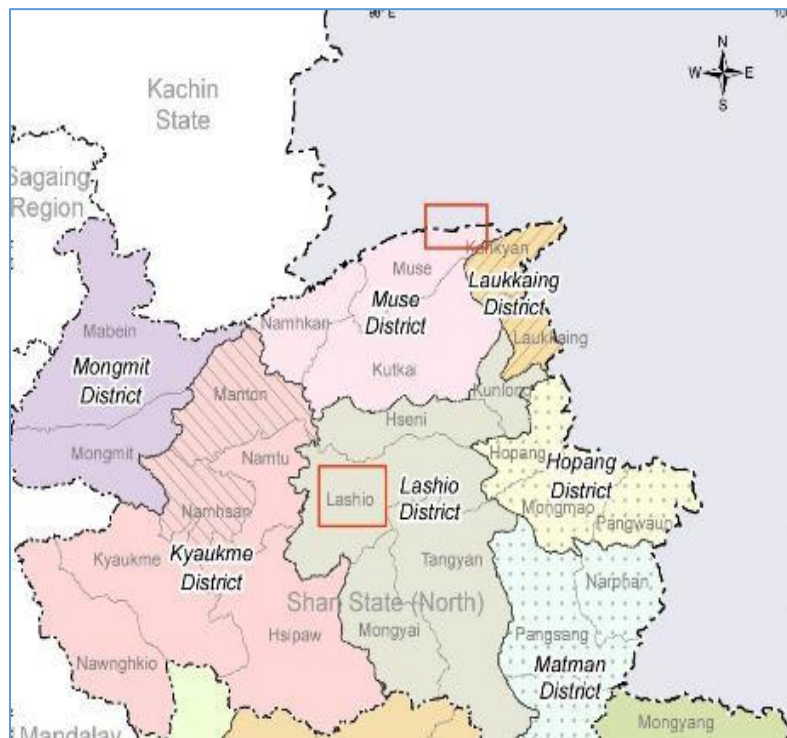 98° E
Kachin
State
N
W
E
S
Sagaing
Region
Konkyan
Muse
Laukkaing
District
Muse
District
Namhkan
Laukkaing
Mabein
Mongmit
District
Kutkai
Kunlong
Manton
Hseni
Mongmit
Namtu
Hopang
Hopang
District
Lashio
Lashio
District
Namhsan
Mongmao
Pangwaun
Kyaukme
Kyaukme
District
Tangyan
Narphan
Shan State (North)
Hsipaw
Mongyai
Pangsang
Nawnghkio
Matman
District
Mandalay
Mongyang